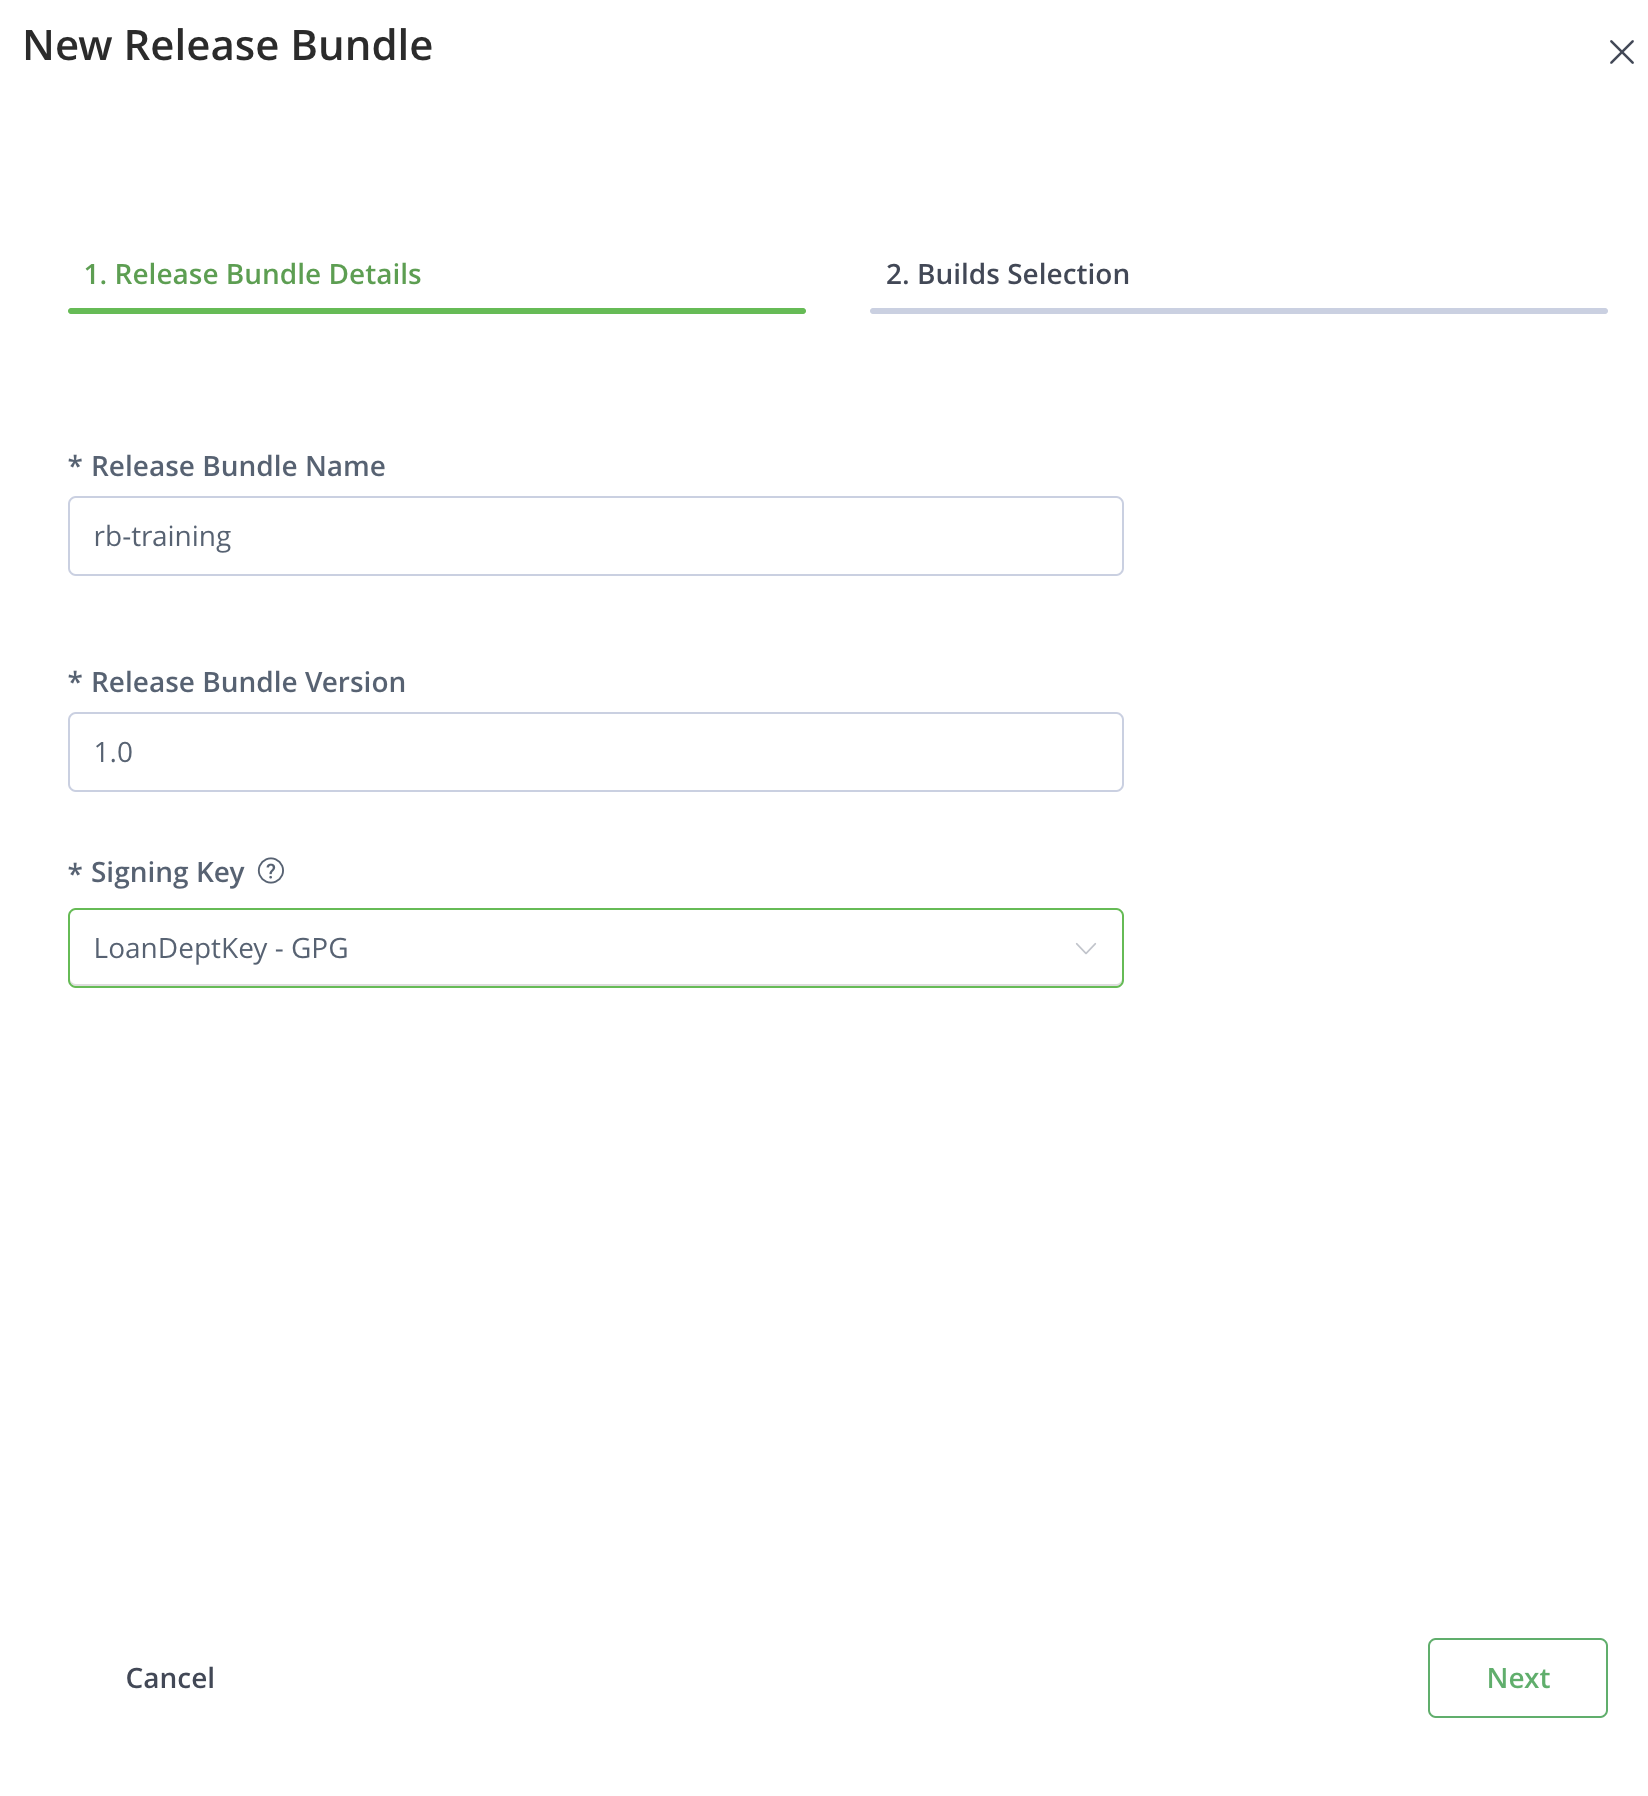 New Release Bundle
1. Release Bundle Details
2. Builds Selection
* Release Bundle Name
rb-training
* Release Bundle Version
1.0
* Signing Key ?
LoanDeptKey - GPG
Cancel
Next